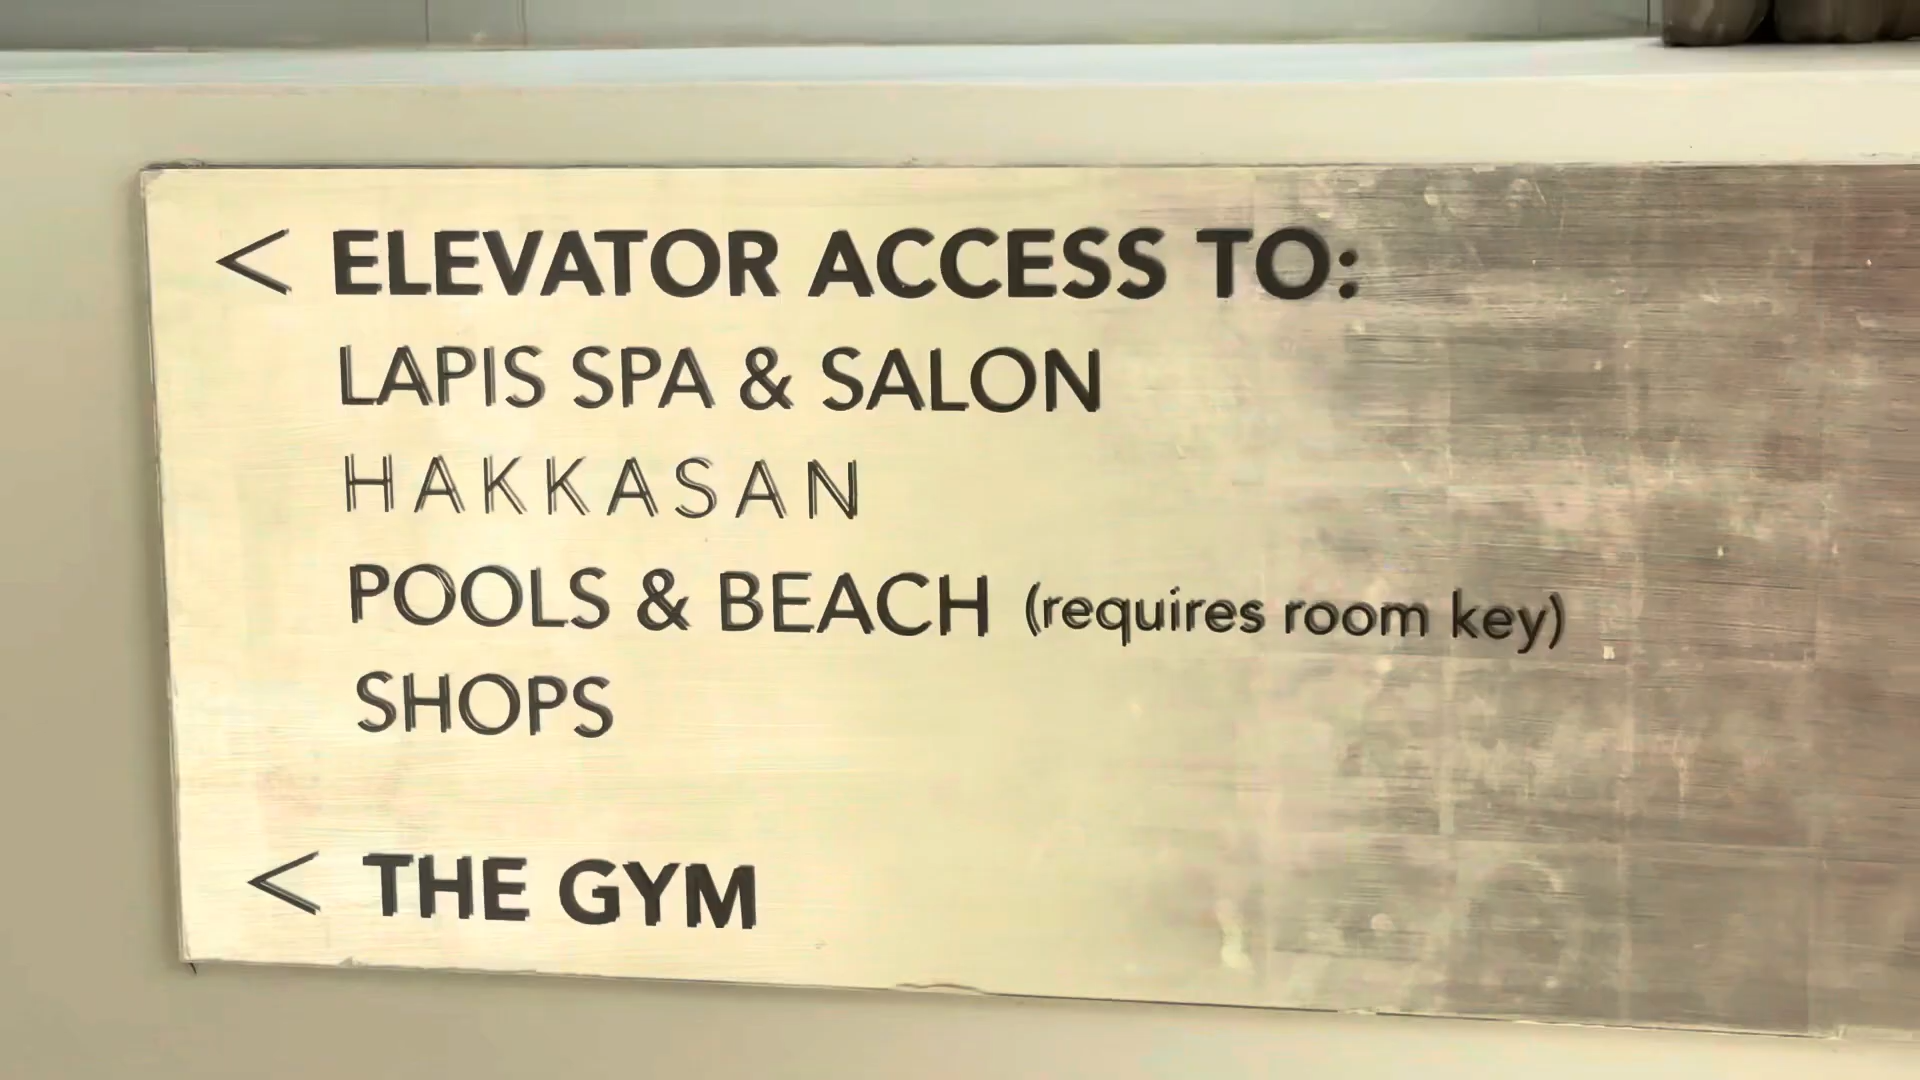 < ELEVATOR ACCESS TO:
LAPIS SPA & SALON
HAKKASAN
POOLS & BEACH (requires room key)
SHOPS
< THE GYM